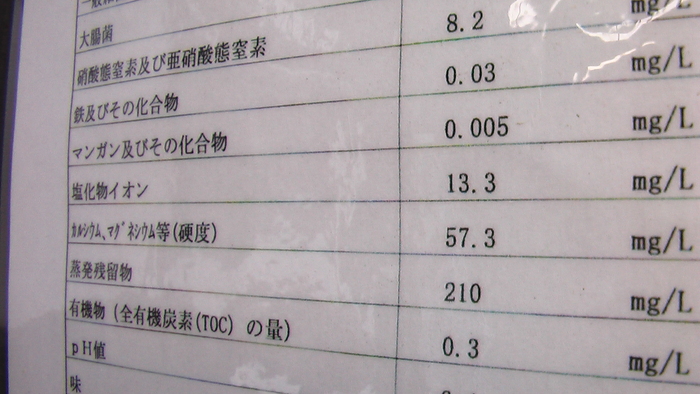 大腸菌
硝酸態窒素及び亜硝酸態窒素 8.2 mg/L
鉄及びその化合物 0.03 mg/L
マンガン及びその化合物 0.005 mg/L
塩化物イオン 13.3 mg/L
ｶﾙｼｳﾑ、ﾏｸﾞﾈｼｳﾑ等(硬度) 57.3 mg/L
蒸発残留物 210 mg/L
有機物 (全有機炭素(TOC) の量) 0.3 mg/L
ｐH値
味